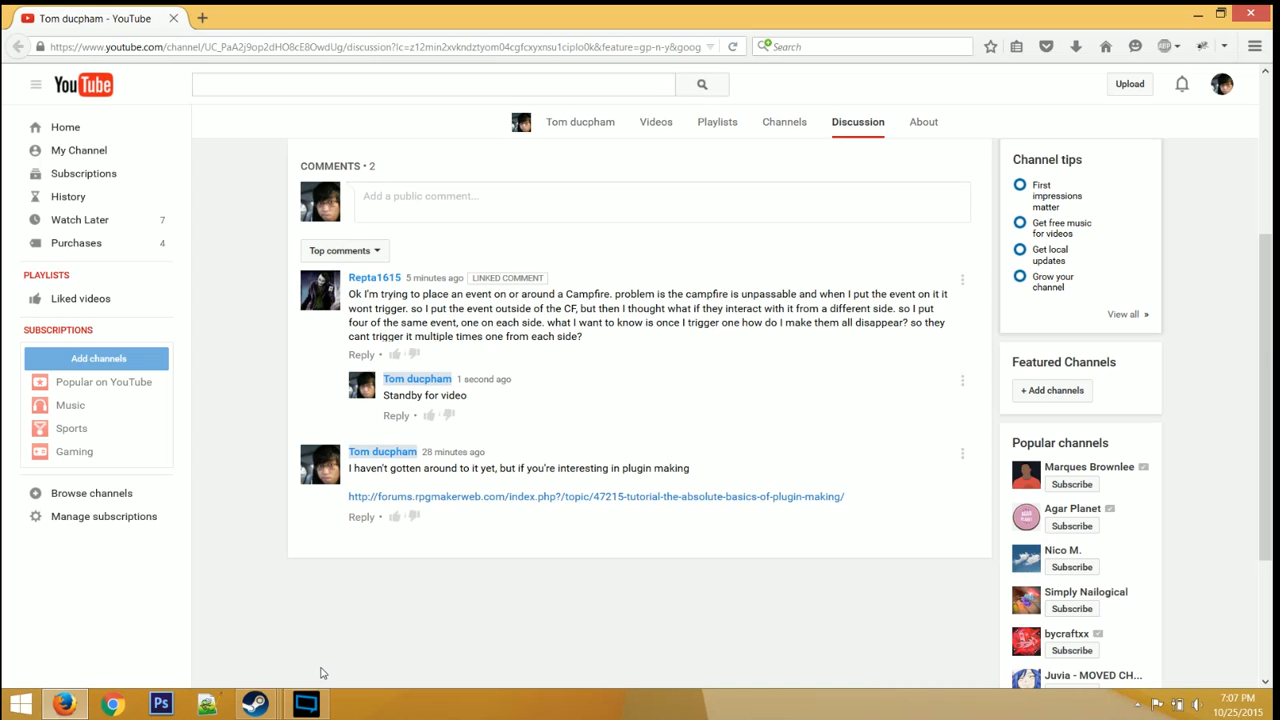 Tom ducpham - YouTube
https://www.youtube.com/channel/UC_PaA2j9op2dHO8cE8OwdUg/discussion?lc=z12min2xvkndztyom04cgfcxyxnsu1ciplo0k&feature=gp-n-y&goog
Search
YouTube
Upload
Tom ducpham Videos Playlists Channels Discussion About
Home
My Channel
Subscriptions
History
Watch Later 7
Purchases 4
PLAYLISTS
Liked videos
SUBSCRIPTIONS
Add channels
Popular on YouTube
Music
Sports
Gaming
Browse channels
Manage subscriptions
COMMENTS • 2
Add a public comment...
Top comments
Repta1615 5 minutes ago LINKED COMMENT
Ok I'm trying to place an event on or around a Campfire. problem is the campfire is unpassable and when I put the event on it it
wont trigger. so I put the event outside of the CF, but then I thought what if they interact with it from a different side. so I put
four of the same event, one on each side. what I want to know is once I trigger one how do I make them all disappear? so they
cant trigger it multiple times one from each side?
Reply •
Tom ducpham 1 second ago
Standby for video
Reply •
Tom ducpham 28 minutes ago
I haven't gotten around to it yet, but if you're interesting in plugin making
http://forums.rpgmakerweb.com/index.php?/topic/47215-tutorial-the-absolute-basics-of-plugin-making/
Reply •
Channel tips
First
impressions
matter
Get free music
for videos
Get local
updates
Grow your
channel
View all »
Featured Channels
+ Add channels
Popular channels
Marques Brownlee
Subscribe
Agar Planet
Subscribe
AGAR
PLANET
Nico M.
Subscribe
Simply Nailogical
Subscribe
bycraftxx
Subscribe
Juvia - MOVED CH...
ABP
Ps
7:07 PM
10/25/2015